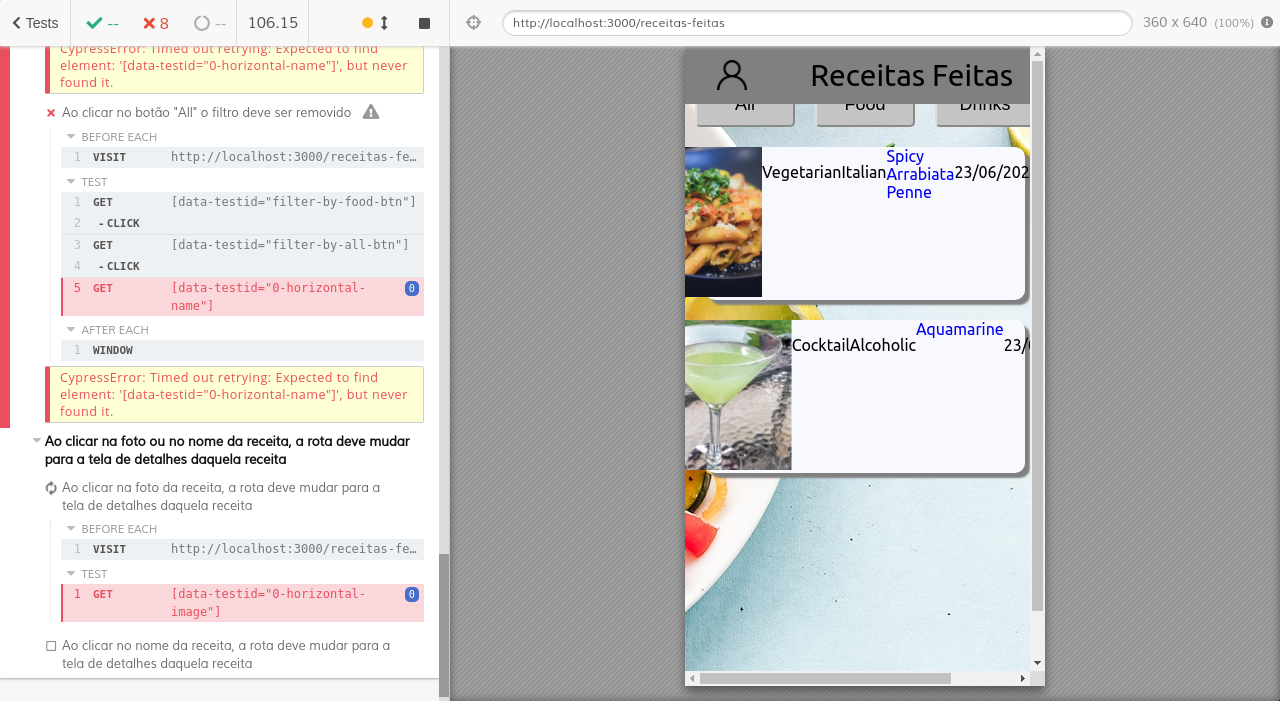 Tests
--
8
--
106.15
http://localhost:3000/receitas-feitas
360 x 640 (100%)
CypressError: Timed out retrying: Expected to find
element: '[data-testid="0-horizontal-name"]', but never
found it.
Ao clicar no botão "All" o filtro deve ser removido
BEFORE EACH
1 VISIT http://localhost:3000/receitas-fe…
TEST
1 GET [data-testid="filter-by-food-btn"]
2 - CLICK
3 GET [data-testid="filter-by-all-btn"]
4 - CLICK
5 GET [data-testid="0-horizontal-
name"] 0
AFTER EACH
1 WINDOW
CypressError: Timed out retrying: Expected to find
element: '[data-testid="0-horizontal-name"]', but never
found it.
Ao clicar na foto ou no nome da receita, a rota deve mudar
para a tela de detalhes daquela receita
Ao clicar na foto da receita, a rota deve mudar para a
tela de detalhes daquela receita
BEFORE EACH
1 VISIT http://localhost:3000/receitas-fe…
TEST
1 GET [data-testid="0-horizontal-
image"] 0
Ao clicar no nome da receita, a rota deve mudar para a
tela de detalhes daquela receita
Receitas Feitas
All
Food
Drinks
VegetarianItalian
Spicy
Arrabiata
Penne
23/06/202
CocktailAlcoholic
Aquamarine
23/